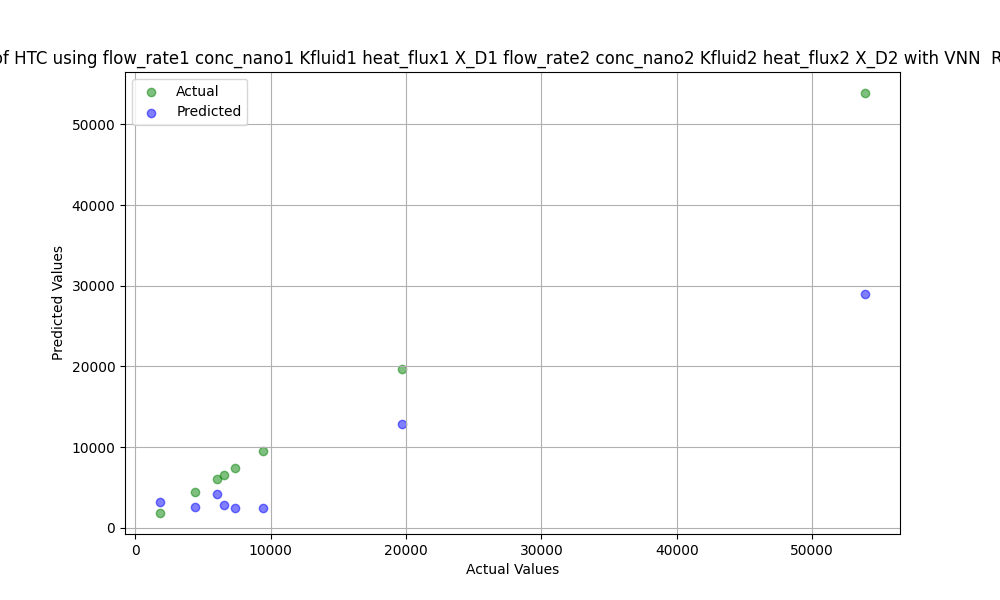 of HTC using flow_rate1 conc_nano1 Kfluid1 heat_flux1 X_D1 flow_rate2 conc_nano2 Kfluid2 heat_flux2 X_D2 with VNN R
Actual
Predicted
50000
40000
30000
20000
10000
0
Predicted Values
0 10000 20000 30000 40000 50000
Actual Values